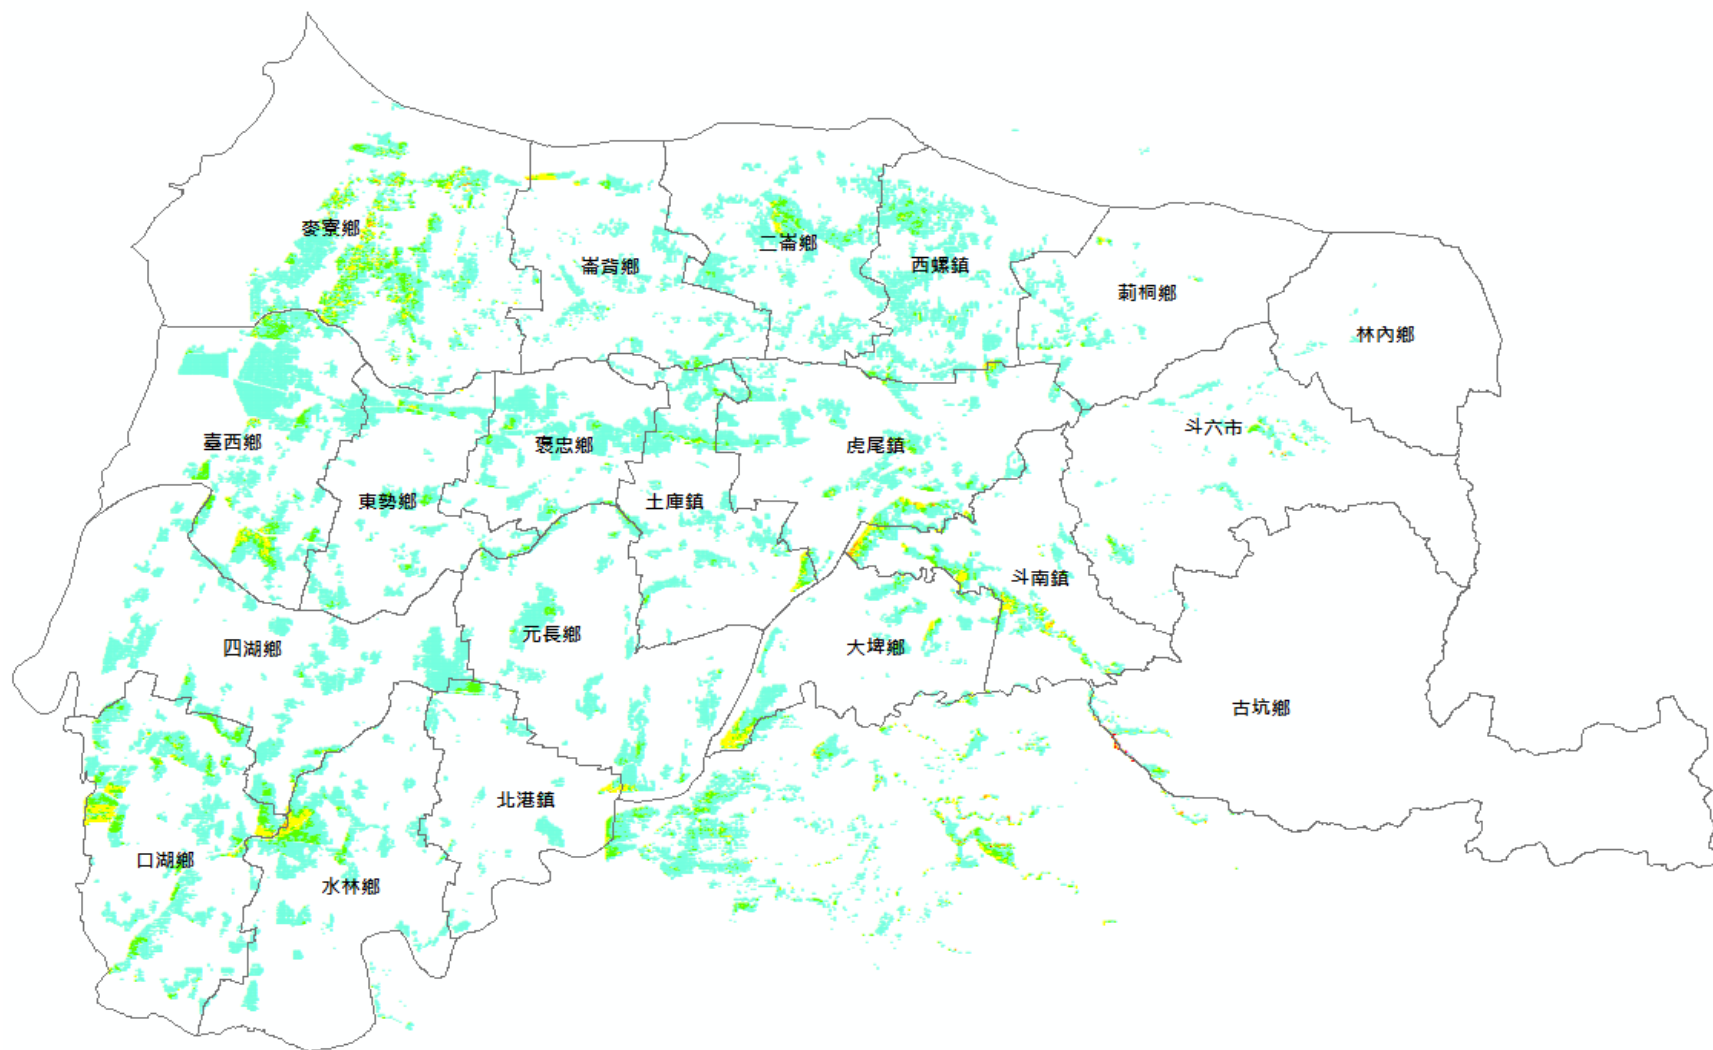 麥寮鄉
崙背鄉
二崙鄉
西螺鎮
莿桐鄉
林內鄉
臺西鄉
東勢鄉
褒忠鄉
土庫鎮
虎尾鎮
斗六市
斗南鎮
四湖鄉
元長鄉
大埤鄉
古坑鄉
口湖鄉
水林鄉
北港鎮